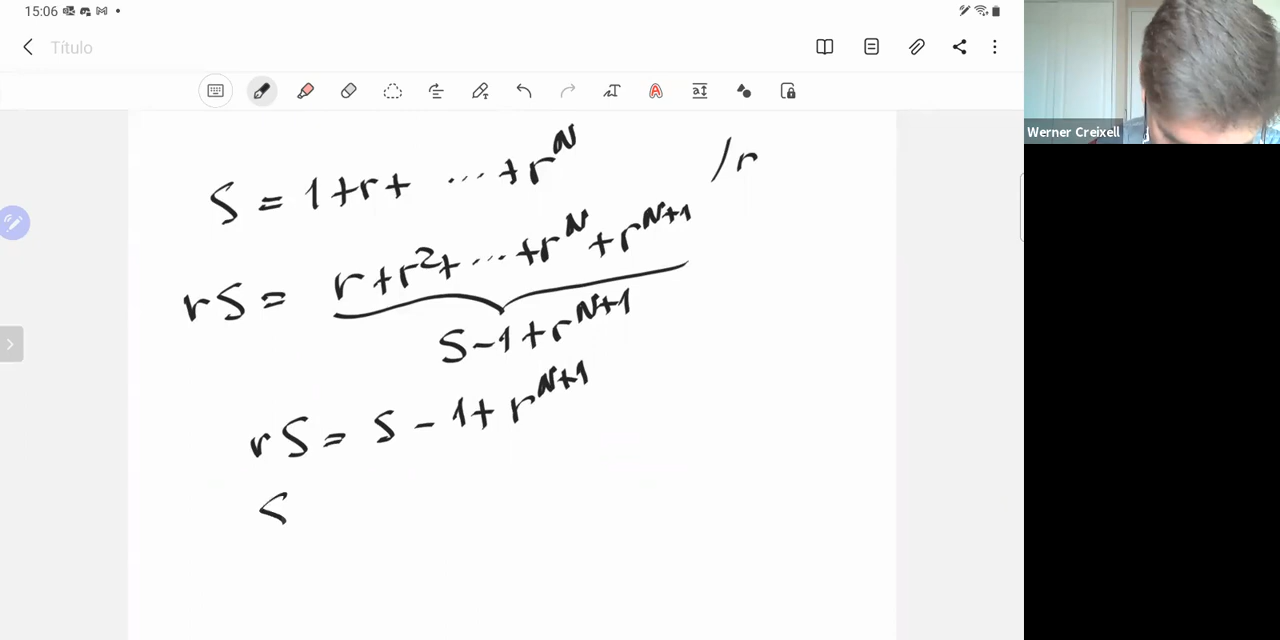 15:06
Título
Werner Creixell
S = 1+r+ ... +r^N /r
rS = r+r^2+ ... +r^N+r^{N+1}
S-1+r^{N+1}
rS = S-1+r^{N+1}
S